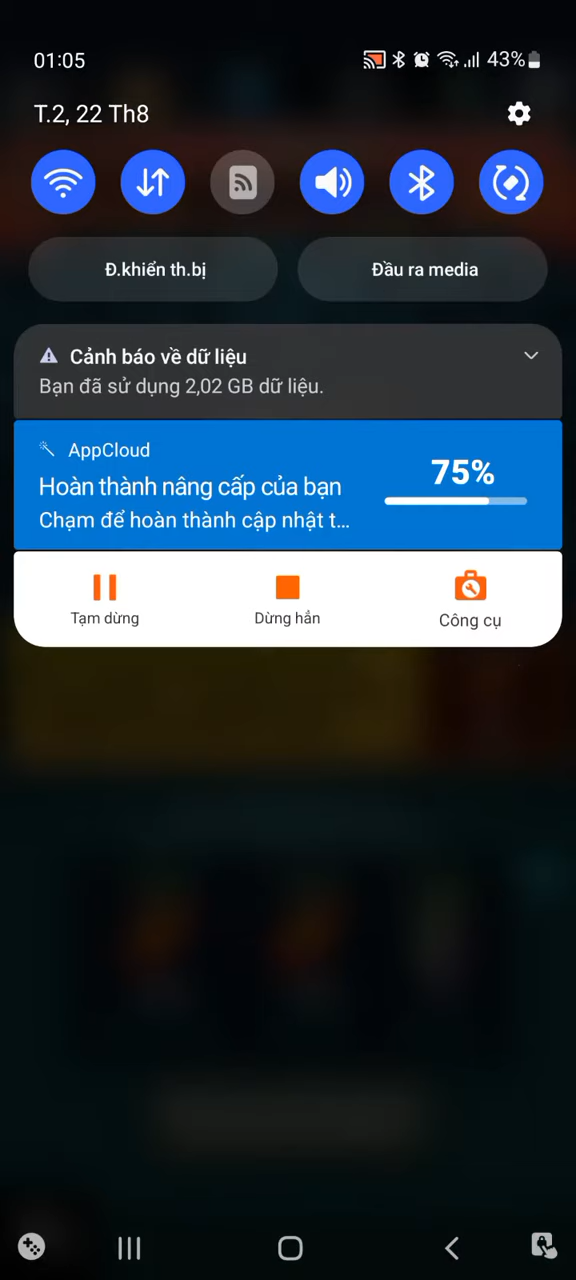 01:05
43%
T.2, 22 Th8
Đ.khiển th.bị
Đầu ra media
Cảnh báo về dữ liệu
Bạn đã sử dụng 2,02 GB dữ liệu.
AppCloud
75%
Hoàn thành nâng cấp của bạn
Chạm để hoàn thành cập nhật t...
Tạm dừng
Dừng hẳn
Công cụ